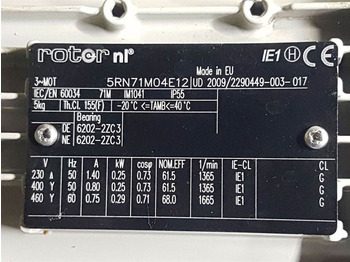 roter nl® IE1 H CE
Made in EU
3~MOT 5RN71M04E12 UD 2009/2290449-003-017
IEC/EN 60034 71M IM1041 IP55
5kg Th.Cl. 155(F) -20°C <=TAMB<=40°C
Bearing
DE 6202-2ZC3
NE 6202-2ZC3
V Hz A kW cosφ NOM.EFF 1/min IE-CL CL
230 Δ 50 1.40 0.25 0.73 61.5 1365 IE1 G
400 Y 50 0.80 0.25 0.73 61.5 1365 IE1 G
460 Y 60 0.75 0.29 0.71 68.0 1665 IE1 G